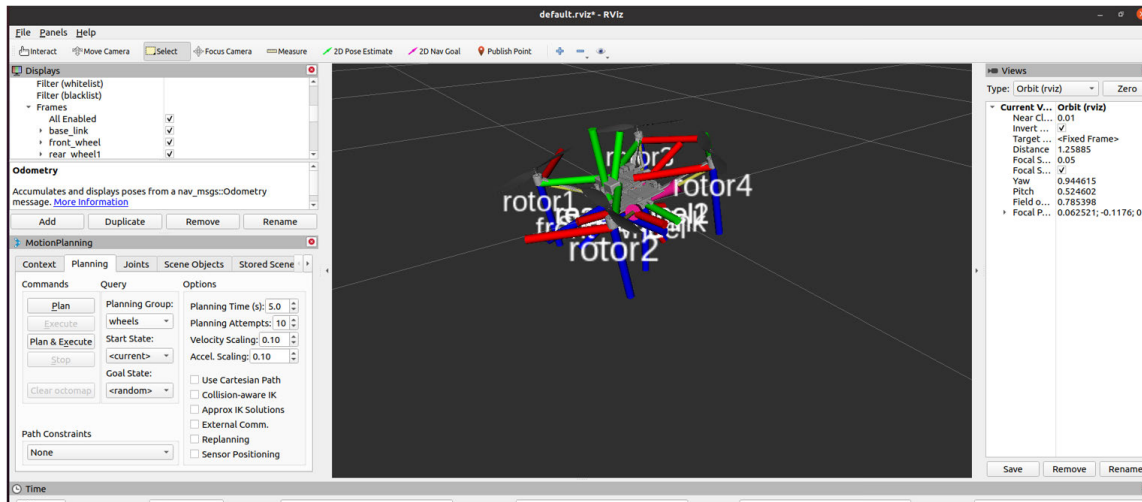 default.rviz* - RViz
File Panels Help
Interact Move Camera Select Focus Camera Measure 2D Pose Estimate 2D Nav Goal Publish Point
Displays
Filter (whitelist)
Filter (blacklist)
Frames
All Enabled
base_link
front_wheel
rear_wheel1
Odometry
Accumulates and displays poses from a nav_msgs::Odometry
message. More Information
Add Duplicate Remove Rename
MotionPlanning
Context Planning Joints Scene Objects Stored Scene
Commands Query Options
Plan
Execute
Plan & Execute
Stop
Clear octomap
Planning Group:
wheels
Start State:
<current>
Goal State:
<random>
Planning Time (s): 5.0
Planning Attempts: 10
Velocity Scaling: 0.10
Accel. Scaling: 0.10
Use Cartesian Path
Collision-aware IK
Approx IK Solutions
External Comm.
Replanning
Sensor Positioning
Path Constraints
None
rotor3
rotor4
rotor1
rotor2
Views
Type: Orbit (rviz) Zero
Current V... Orbit (rviz)
Near Cl... 0.01
Invert ...
Target ... <Fixed Frame>
Distance 1.25885
Focal S... 0.05
Focal S...
Yaw 0.944615
Pitch 0.524602
Field o... 0.785398
Focal P... 0.062521; -0.1176; 0
Save Remove Rename
Time